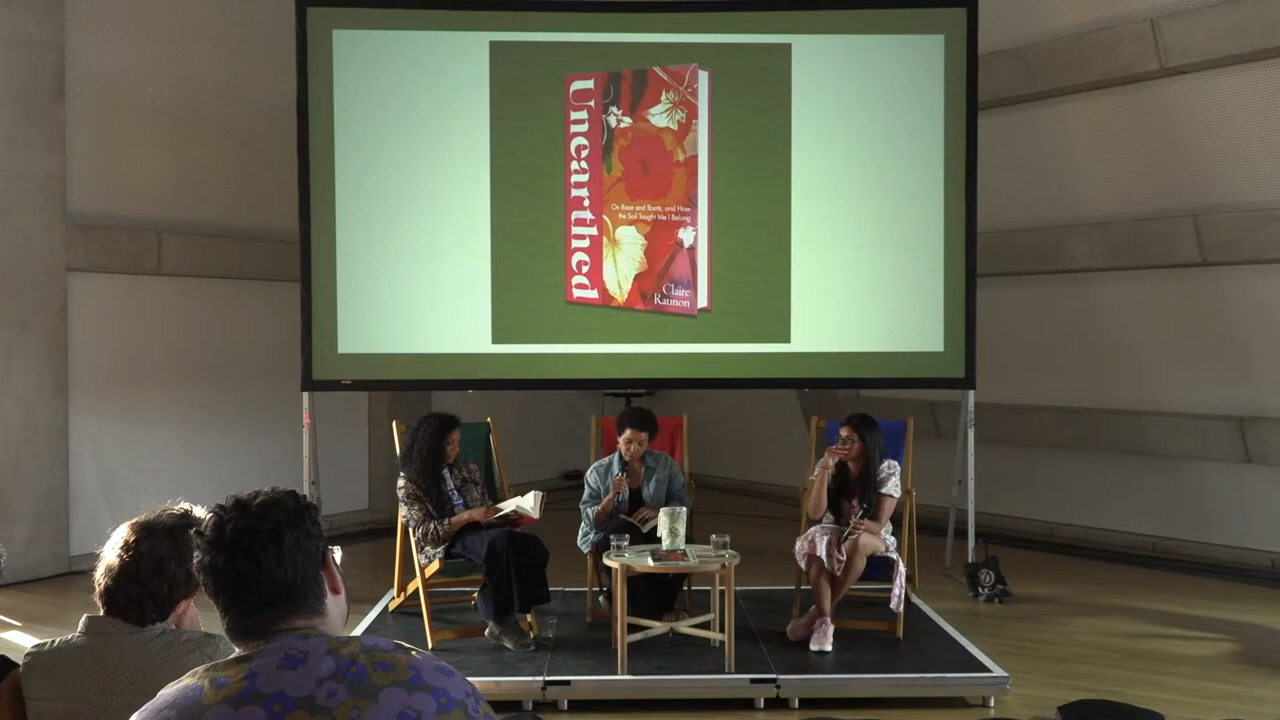 Unearthed
On Race and Roots, and How
the Soil Taught Me I Belong
Claire
Ratinon